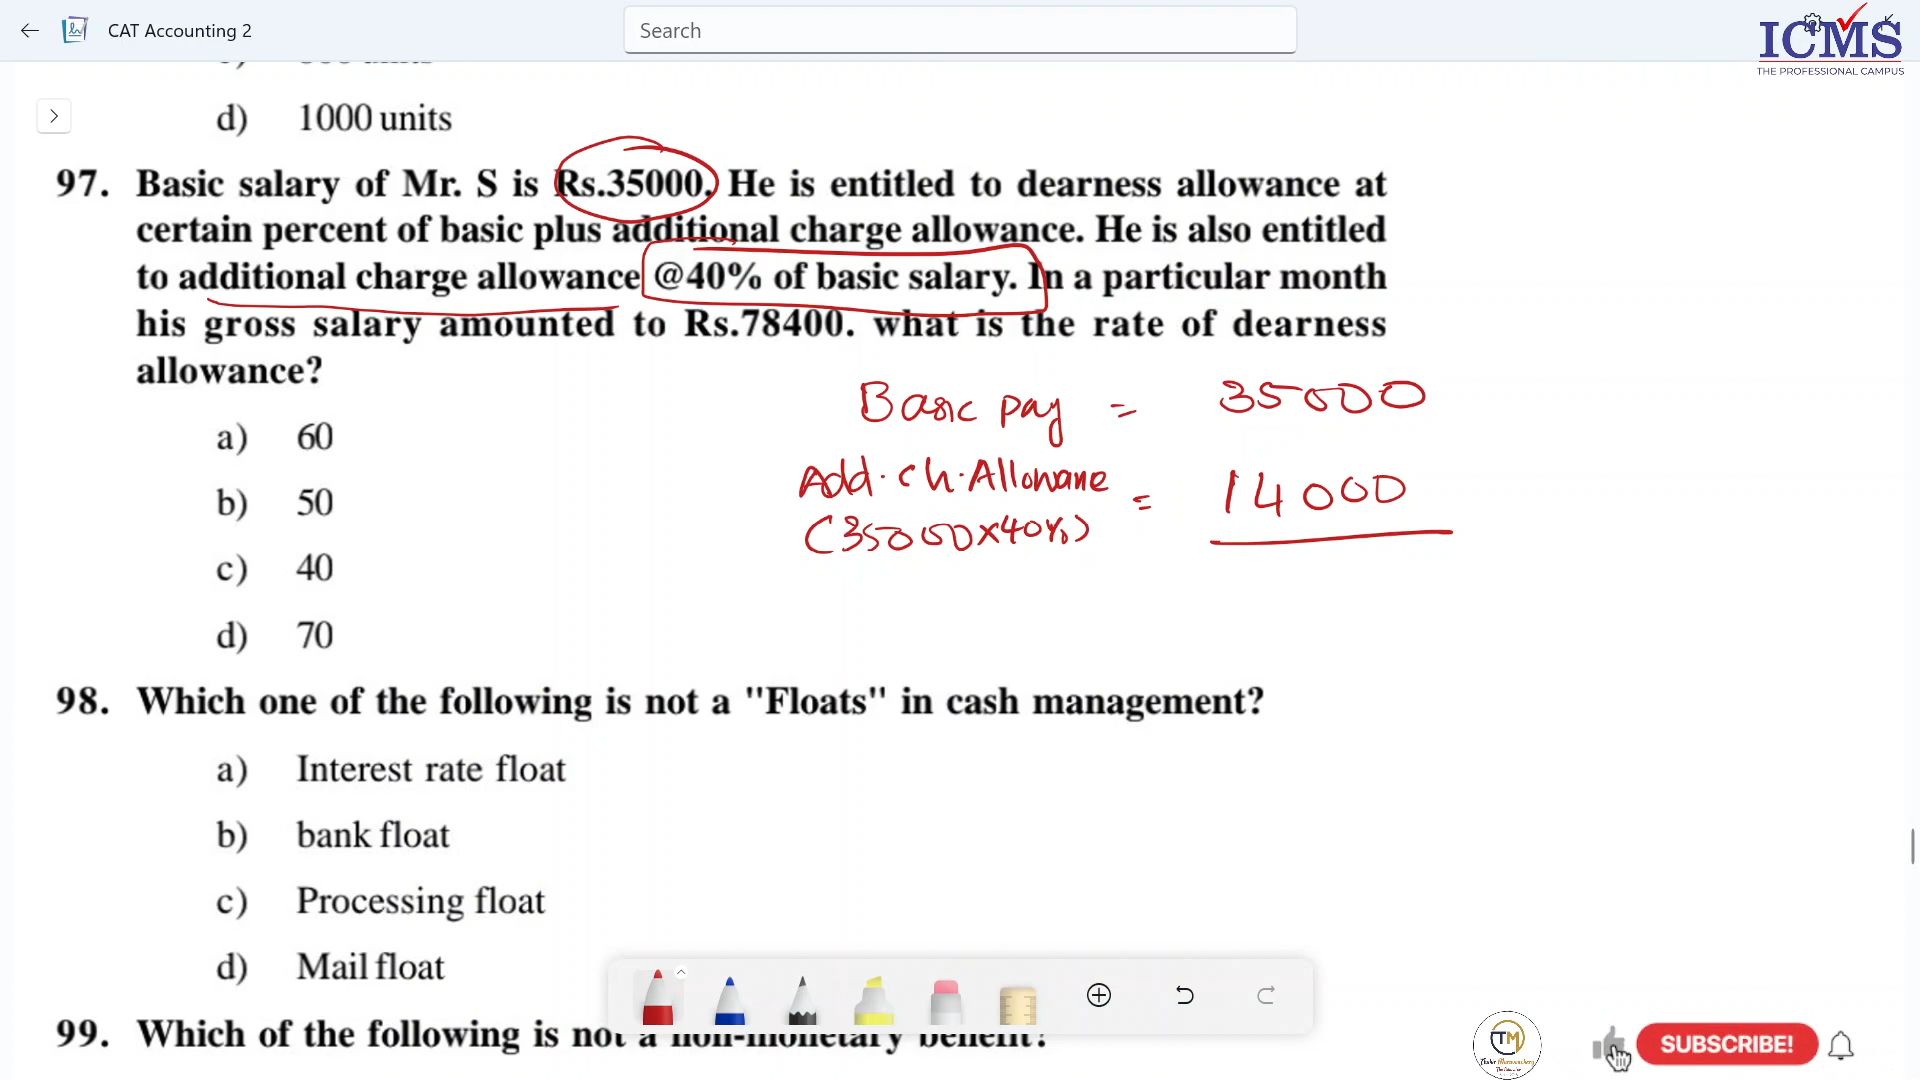 CAT Accounting 2
Search
ICMS
THE PROFESSIONAL CAMPUS
d) 1000 units
97. Basic salary of Mr. S is Rs.35000. He is entitled to dearness allowance at
certain percent of basic plus additional charge allowance. He is also entitled
to additional charge allowance @40% of basic salary. In a particular month
his gross salary amounted to Rs.78400. what is the rate of dearness
allowance?
Basic pay = 35000
a) 60
Add.ch.Allowane = 14000
(35000x40%)
b) 50
c) 40
d) 70
98. Which one of the following is not a "Floats" in cash management?
a) Interest rate float
b) bank float
c) Processing float
d) Mail float
99. Which of the following is not a non-monetary benefit?
TM
SUBSCRIBE!